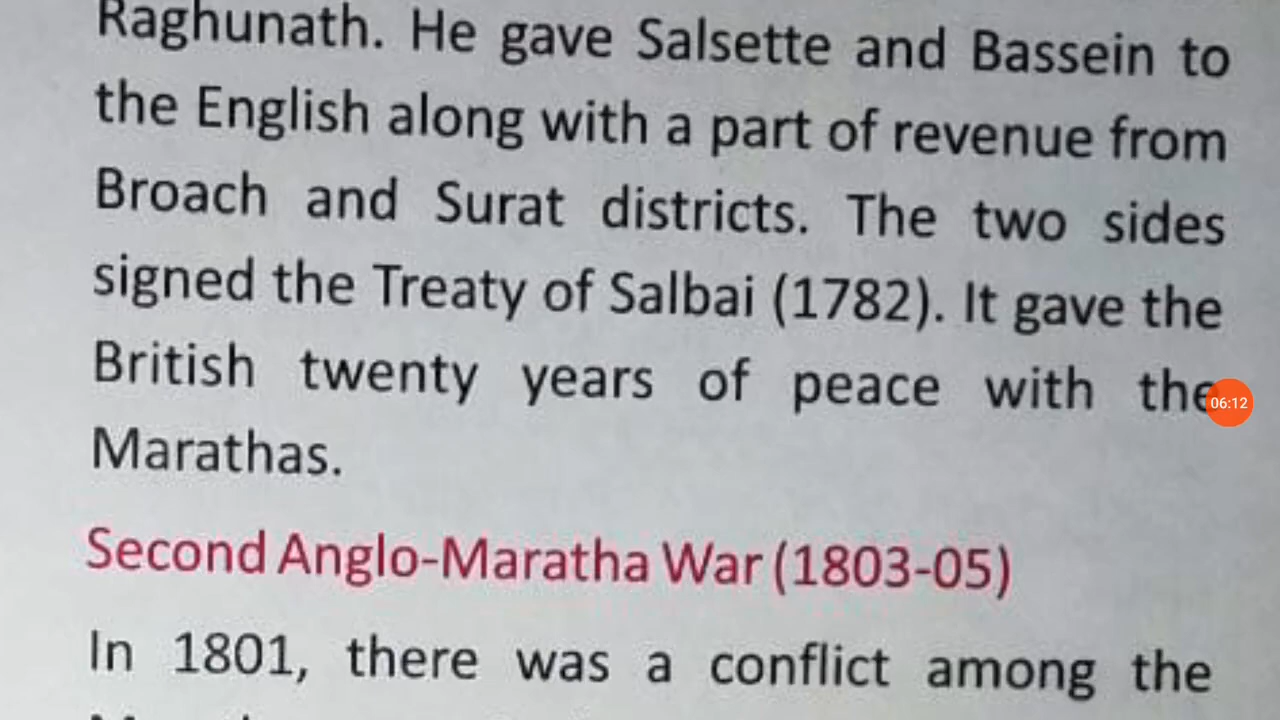 Raghunath. He gave Salsette and Bassein to
the English along with a part of revenue from
Broach and Surat districts. The two sides
signed the Treaty of Salbai (1782). It gave the
British twenty years of peace with the
06:12
Marathas.
Second Anglo-Maratha War (1803-05)
In 1801, there was a conflict among the